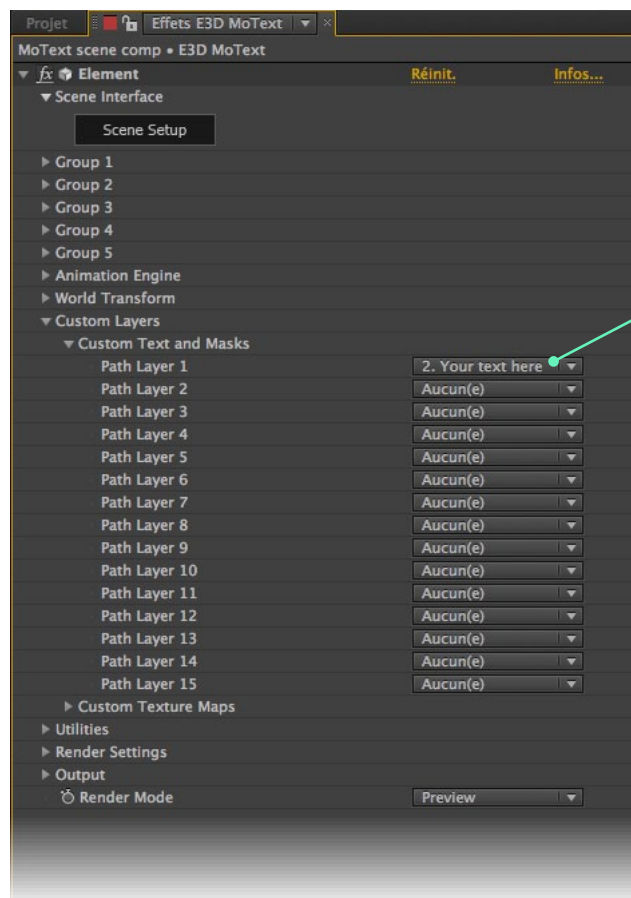 Projet Effets E3D MoText
MoText scene comp • E3D MoText
fx Element Réinit. Infos...
Scene Interface
Scene Setup
Group 1
Group 2
Group 3
Group 4
Group 5
Animation Engine
World Transform
Custom Layers
Custom Text and Masks
Path Layer 1 2. Your text here
Path Layer 2 Aucun(e)
Path Layer 3 Aucun(e)
Path Layer 4 Aucun(e)
Path Layer 5 Aucun(e)
Path Layer 6 Aucun(e)
Path Layer 7 Aucun(e)
Path Layer 8 Aucun(e)
Path Layer 9 Aucun(e)
Path Layer 10 Aucun(e)
Path Layer 11 Aucun(e)
Path Layer 12 Aucun(e)
Path Layer 13 Aucun(e)
Path Layer 14 Aucun(e)
Path Layer 15 Aucun(e)
Custom Texture Maps
Utilities
Render Settings
Output
Render Mode Preview